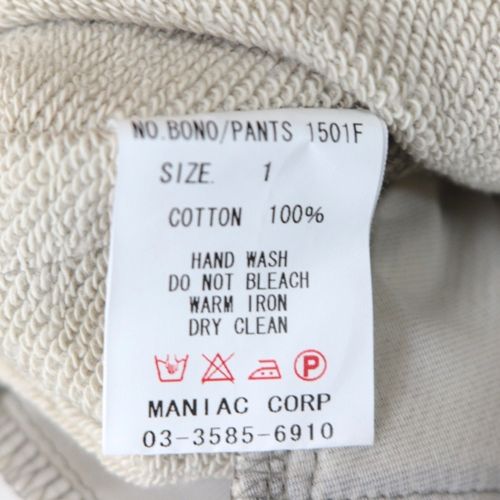 NO.BONO/PANTS 1501F
SIZE. 1
COTTON 100%
HAND WASH
DO NOT BLEACH
WARM IRON
DRY CLEAN
P
MANIAC CORP
03-3585-6910